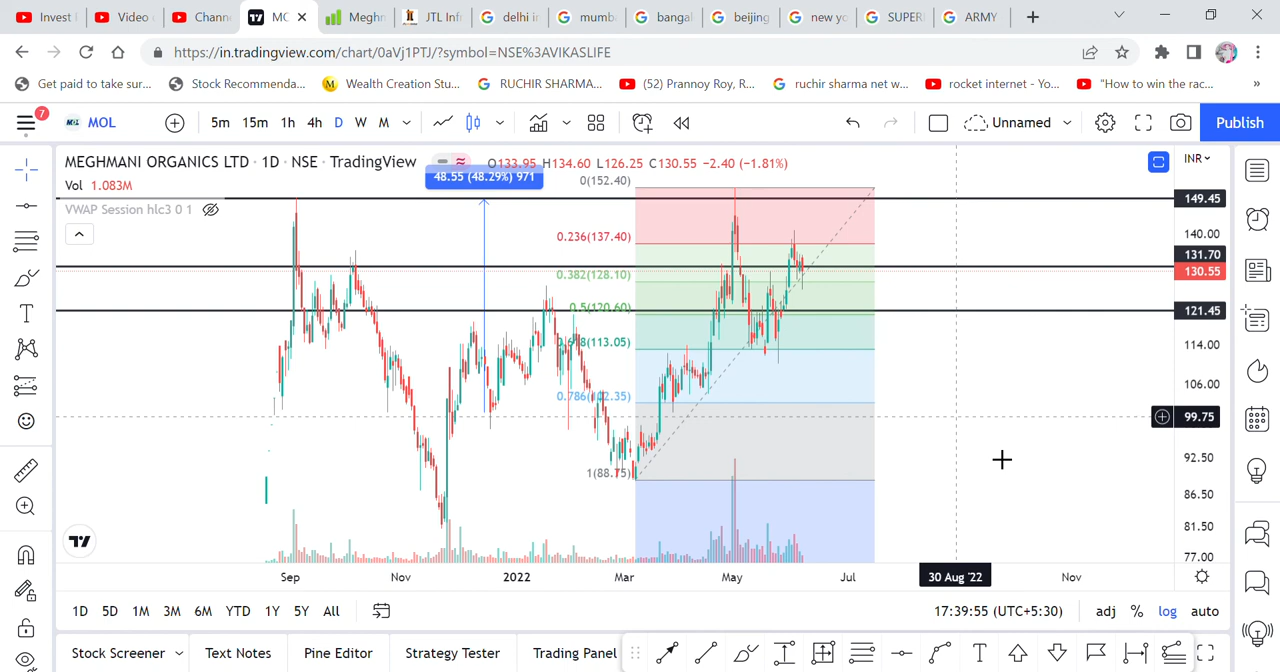 Invest
Video
Chann
MC
Meghn
JTL Infi
delhi i
mumb
bangal
beijing
new yo
SUPER
ARMY
https://in.tradingview.com/chart/0aVj1PTJ/?symbol=NSE%3AVIKASLIFE
Get paid to take sur...
Stock Recommenda...
Wealth Creation Stu...
RUCHIR SHARMA...
(52) Prannoy Roy, R...
ruchir sharma net w...
rocket internet - Yo...
"How to win the rac...
»
7
MOL
5m 15m 1h 4h D W M
Unnamed
Publish
MEGHMANI ORGANICS LTD · 1D · NSE · TradingView
O133.95 H134.60 L126.25 C130.55 −2.40 (−1.81%)
INR
Vol 1.083M
48.55 (48.29%) 971
0(152.40)
VWAP Session hlc3 0 1
149.45
0.236(137.40)
140.00
131.70
130.55
0.382(128.10)
0.5(120.60)
121.45
0.618(113.05)
114.00
106.00
0.786(102.35)
99.75
92.50
1(88.75)
86.50
81.50
77.00
Sep Nov 2022 Mar May Jul 30 Aug '22 Nov
1D 5D 1M 3M 6M YTD 1Y 5Y All
17:39:55 (UTC+5:30) adj % log auto
Stock Screener Text Notes Pine Editor Strategy Tester Trading Panel